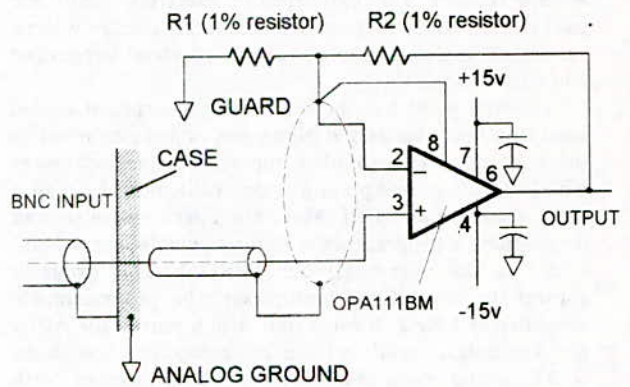 R1 (1% resistor) R2 (1% resistor)
+15v
GUARD
CASE
BNC INPUT
2
8
7
6
3
4
OUTPUT
OPA111BM
-15v
ANALOG GROUND